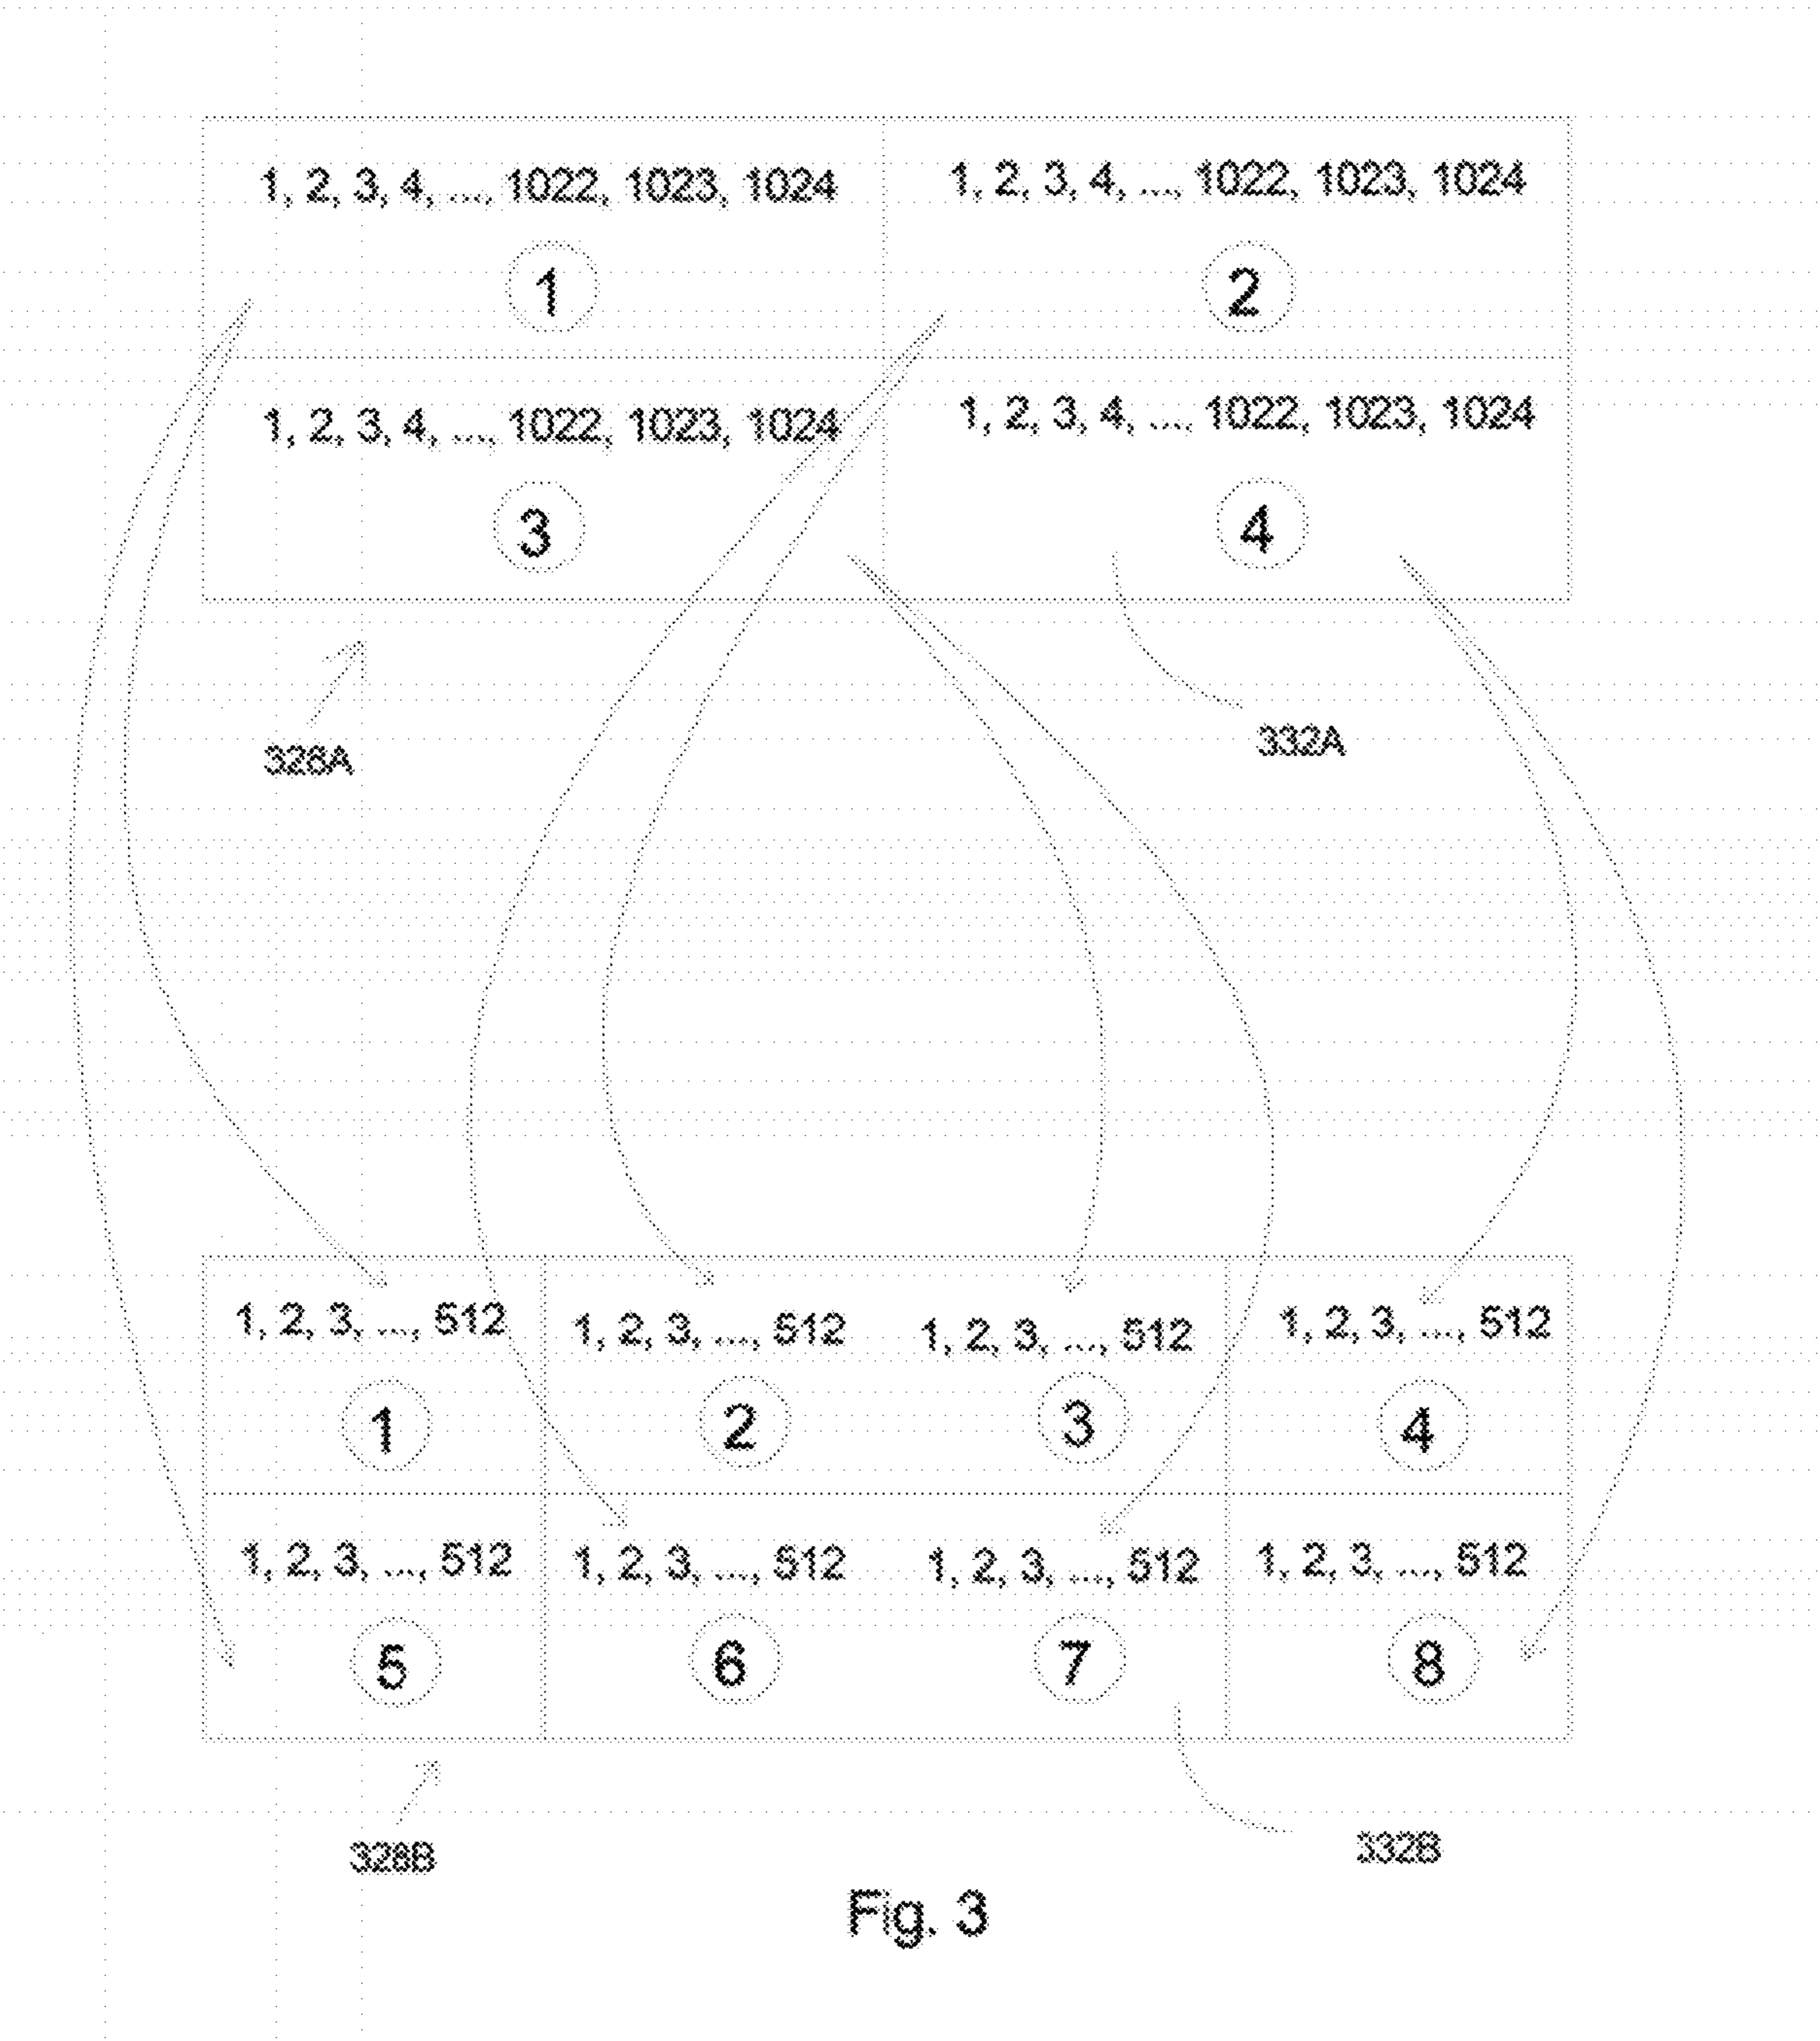 1, 2, 3, 4, ..., 1022, 1023, 1024
1, 2, 3, 4, ..., 1022, 1023, 1024
1
2
1, 2, 3, 4, ..., 1022, 1023, 1024
1, 2, 3, 4, ..., 1022, 1023, 1024
3
4
328A
332A
1, 2, 3, ..., 512
1, 2, 3, ..., 512
1, 2, 3, ..., 512
1, 2, 3, ..., 512
1
2
3
4
1, 2, 3, ..., 512
1, 2, 3, ..., 512
1, 2, 3, ..., 512
1, 2, 3, ..., 512
5
6
7
8
328B
332B
Fig. 3